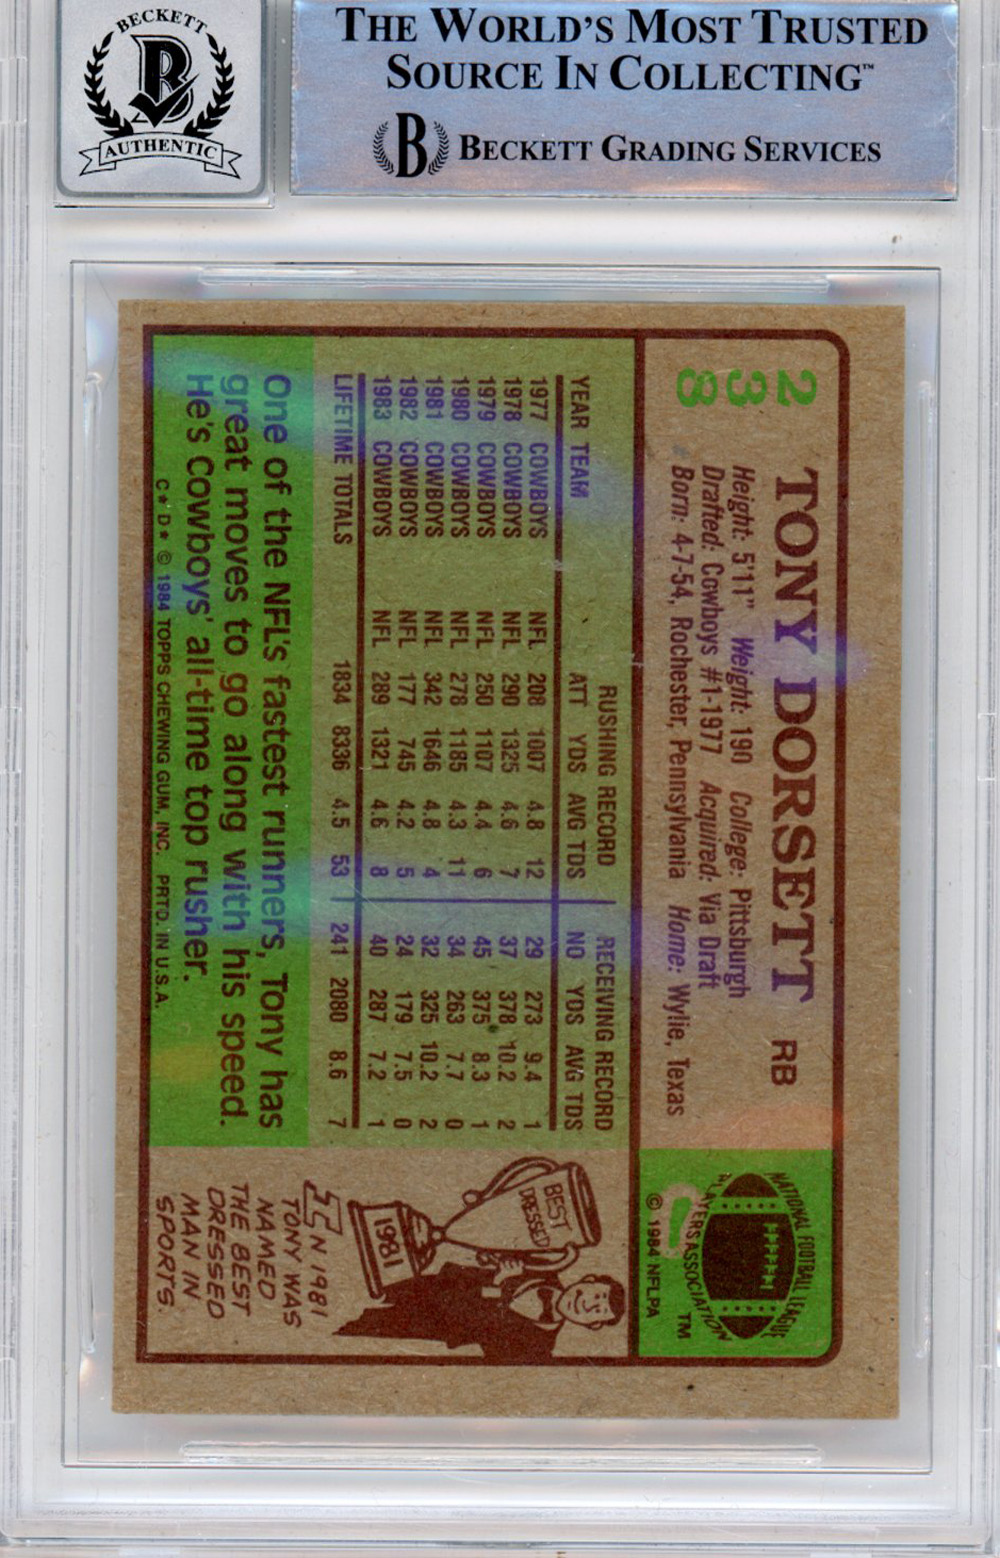 BECKETT
B
AUTHENTIC
THE WORLD'S MOST TRUSTED
SOURCE IN COLLECTING™
B BECKETT GRADING SERVICES
238
TONY DORSETT RB
Height: 5'11" Weight: 190 College: Pittsburgh
Drafted: Cowboys #1-1977 Acquired: Via Draft
Born: 4-7-54, Rochester, Pennsylvania Home: Wylie, Texas
NATIONAL FOOTBALL LEAGUE
PLAYERS ASSOCIATION
TM
© 1984 NFLPA
RUSHING RECORD RECEIVING RECORD
YEAR TEAM ATT YDS AVG TDS NO YDS AVG TDS
1977 COWBOYS NFL 208 1007 4.8 12 29 273 9.4 1
1978 COWBOYS NFL 290 1325 4.6 7 37 378 10.2 2
1979 COWBOYS NFL 250 1107 4.4 6 45 375 8.3 1
1980 COWBOYS NFL 278 1185 4.3 11 34 263 7.7 0
1981 COWBOYS NFL 342 1646 4.8 4 32 325 10.2 2
1982 COWBOYS NFL 177 745 4.2 5 24 179 7.5 0
1983 COWBOYS NFL 289 1321 4.6 8 40 287 7.2 1
LIFETIME TOTALS 1834 8336 4.5 53 241 2080 8.6 7
One of the NFL's fastest runners, Tony has
great moves to go along with his speed.
He's Cowboys' all-time top rusher.
C * D * © 1984 TOPPS CHEWING GUM, INC. PRTD. IN U.S.A.
BEST
DRESSED
1981
IN 1981
TONY WAS
NAMED
THE BEST
DRESSED
MAN IN
SPORTS.